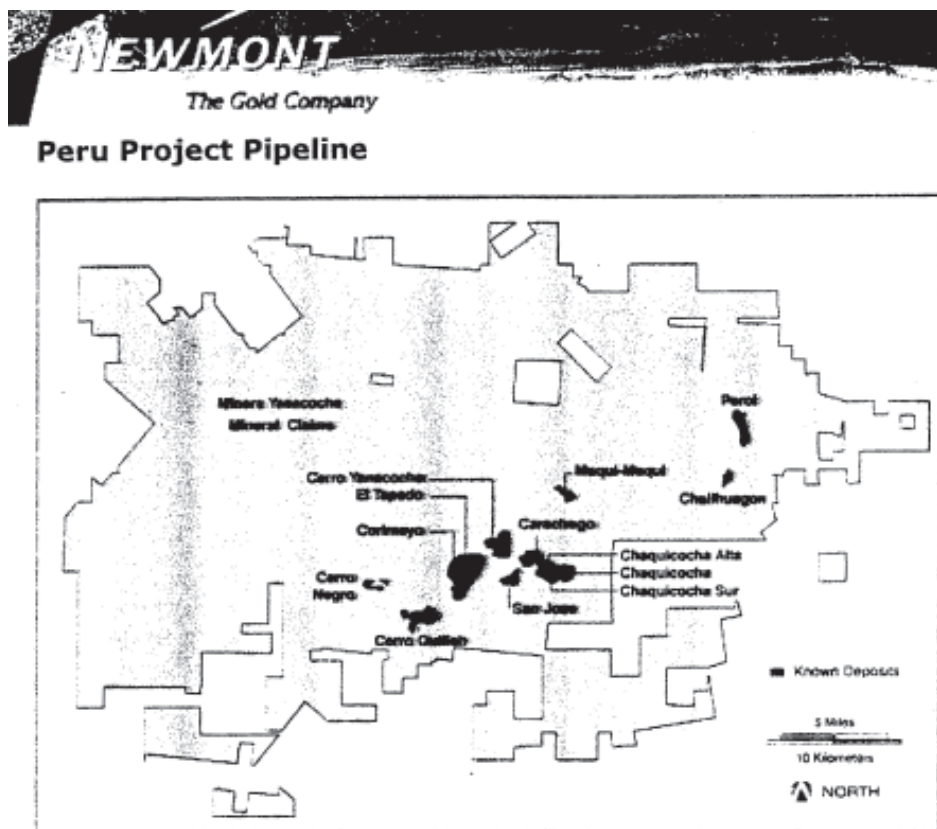 NEWMONT
The Gold Company
Peru Project Pipeline
Minera Yanacocha
Mineral Claims
Perol
Maqui-Maqui
Cerro Yanacocha
El Tapado
Chailhuagon
Carachugo
Corimayo
Chaquicocha Alta
Chaquicocha
Cerro
Negro
Chaquicocha Sur
San Jose
Cerro Quilish
Known Deposits
5 Miles
10 Kilometers
NORTH